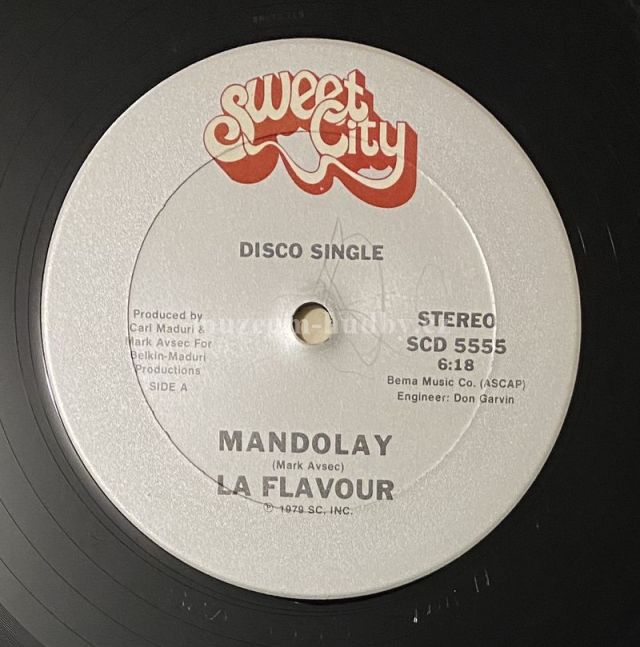 Sweet
City
DISCO SINGLE
Produced by
Carl Maduri &
Mark Avsec For
Belkin-Maduri
Productions
SIDE A
STEREO
SCD 5555
6:18
Bema Music Co. (ASCAP)
Engineer: Don Garvin
MANDOLAY
(Mark Avsec)
LA FLAVOUR
℗ 1979 SC, INC.